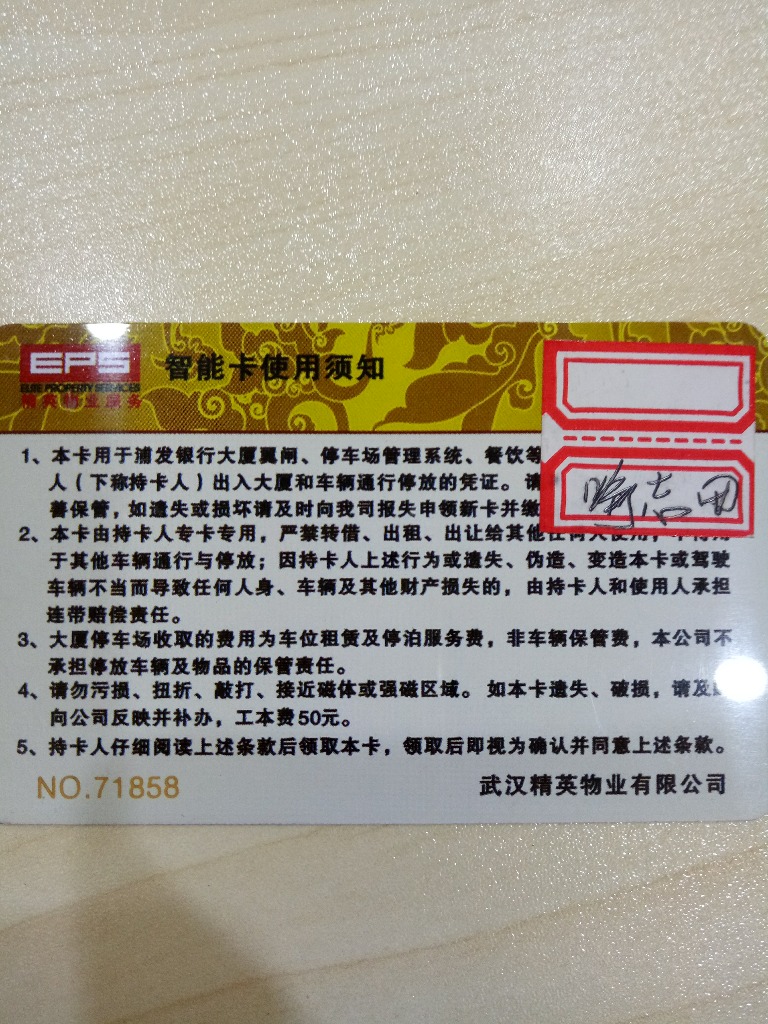 EPS
ELITE PROPERTY SERVICES
精英物业服务
智能卡使用须知
1、本卡用于浦发银行大厦翼闸、停车场管理系统、餐饮等
人（下称持卡人）出入大厦和车辆通行停放的凭证。请
善保管，如遗失或损坏请及时向我司报失申领新卡并缴
志田
2、本卡由持卡人专卡专用，严禁转借、出租、出让给其他任何人使用，不得用
于其他车辆通行与停放；因持卡人上述行为或遗失、伪造、变造本卡或驾驶
车辆不当而导致任何人身、车辆及其他财产损失的，由持卡人和使用人承担
连带赔偿责任。
3、大厦停车场收取的费用为车位租赁及停泊服务费，非车辆保管费，本公司不
承担停放车辆及物品的保管责任。
4、请勿污损、扭折、敲打、接近磁体或强磁区域。如本卡遗失、破损，请及
向公司反映并补办，工本费50元。
5、持卡人仔细阅读上述条款后领取本卡，领取后即视为确认并同意上述条款。
NO.71858
武汉精英物业有限公司